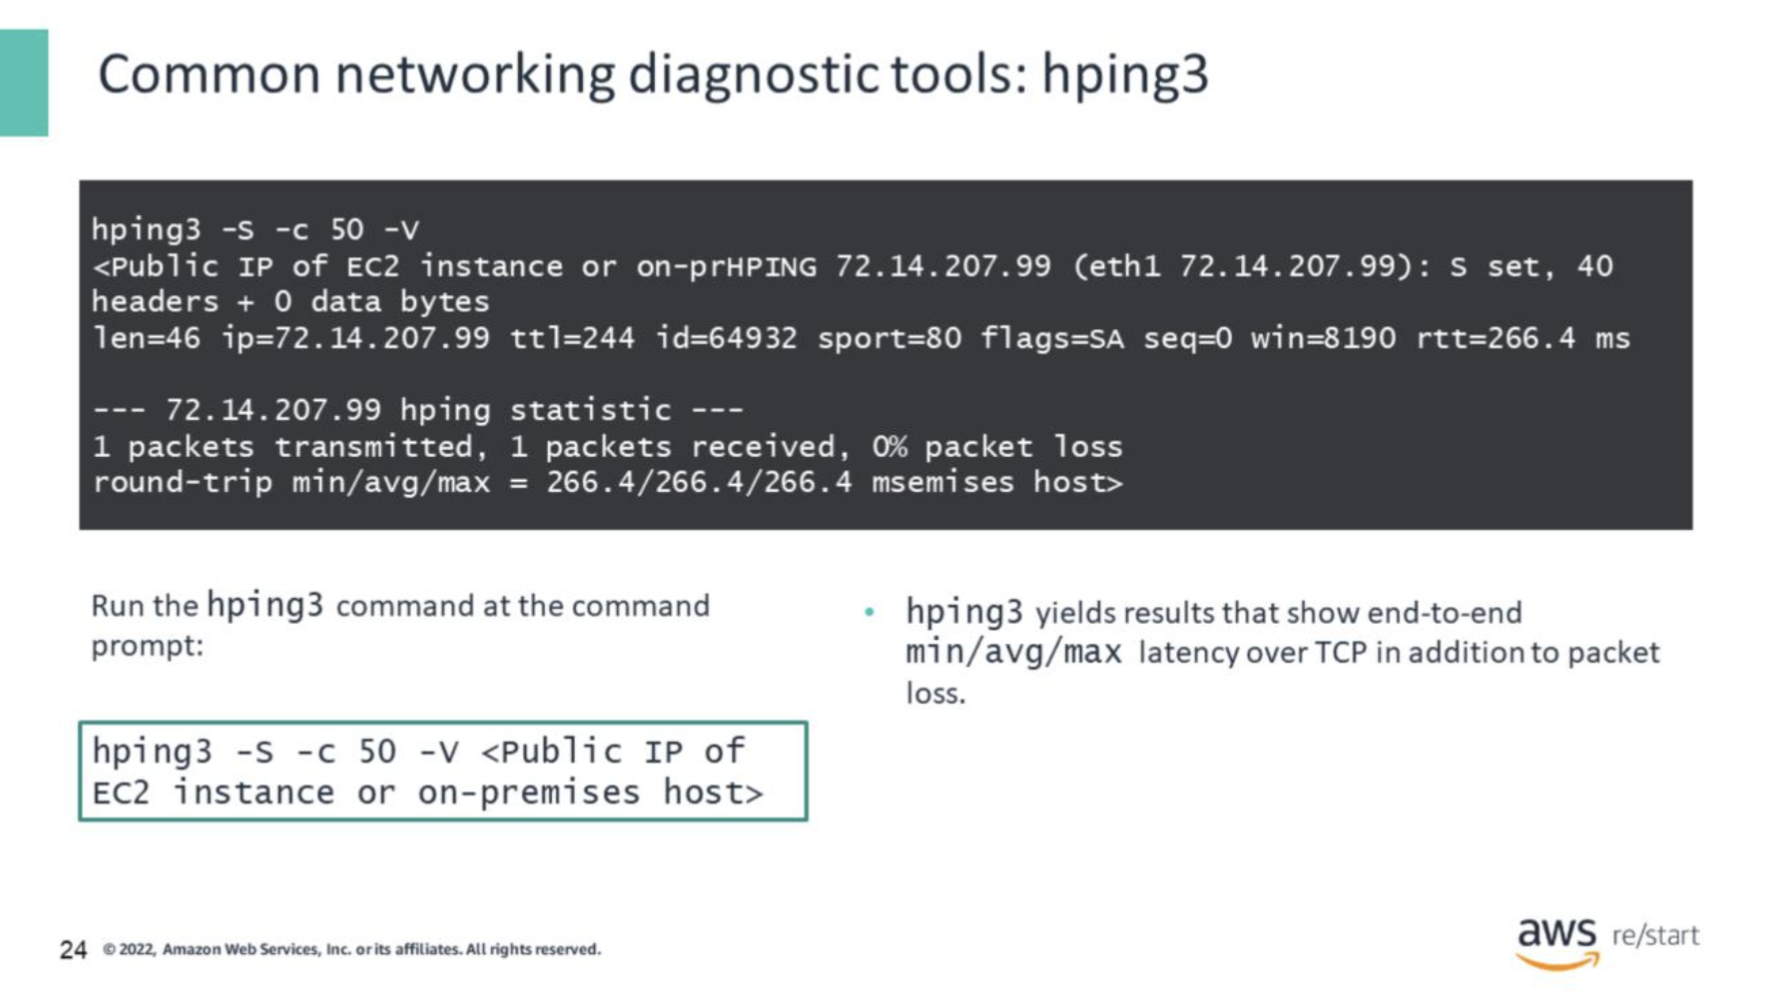 Common networking diagnostic tools: hping3
hping3 -S -c 50 -V
<Public IP of EC2 instance or on-prHPING 72.14.207.99 (eth1 72.14.207.99): S set, 40
headers + 0 data bytes
len=46 ip=72.14.207.99 ttl=244 id=64932 sport=80 flags=SA seq=0 win=8190 rtt=266.4 ms
--- 72.14.207.99 hping statistic ---
1 packets transmitted, 1 packets received, 0% packet loss
round-trip min/avg/max = 266.4/266.4/266.4 msemises host>
Run the hping3 command at the command
prompt:
hping3 -S -c 50 -V <Public IP of
EC2 instance or on-premises host>
• hping3 yields results that show end-to-end
min/avg/max latency over TCP in addition to packet
loss.
24 © 2022, Amazon Web Services, Inc. or its affiliates. All rights reserved.
aws re/start